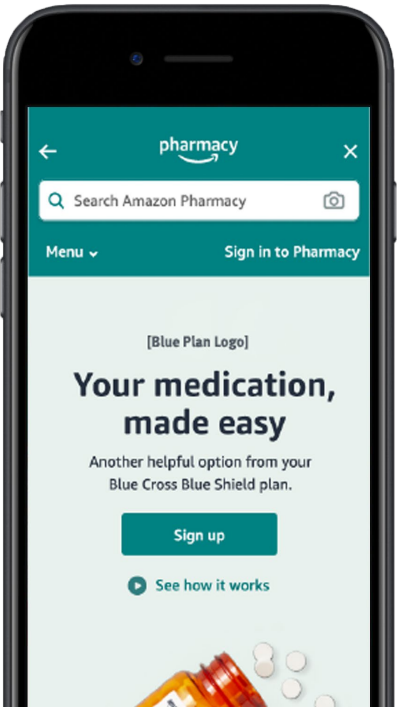 pharmacy
Search Amazon Pharmacy
Menu
Sign in to Pharmacy
[Blue Plan Logo]
Your medication,
made easy
Another helpful option from your
Blue Cross Blue Shield plan.
Sign up
See how it works